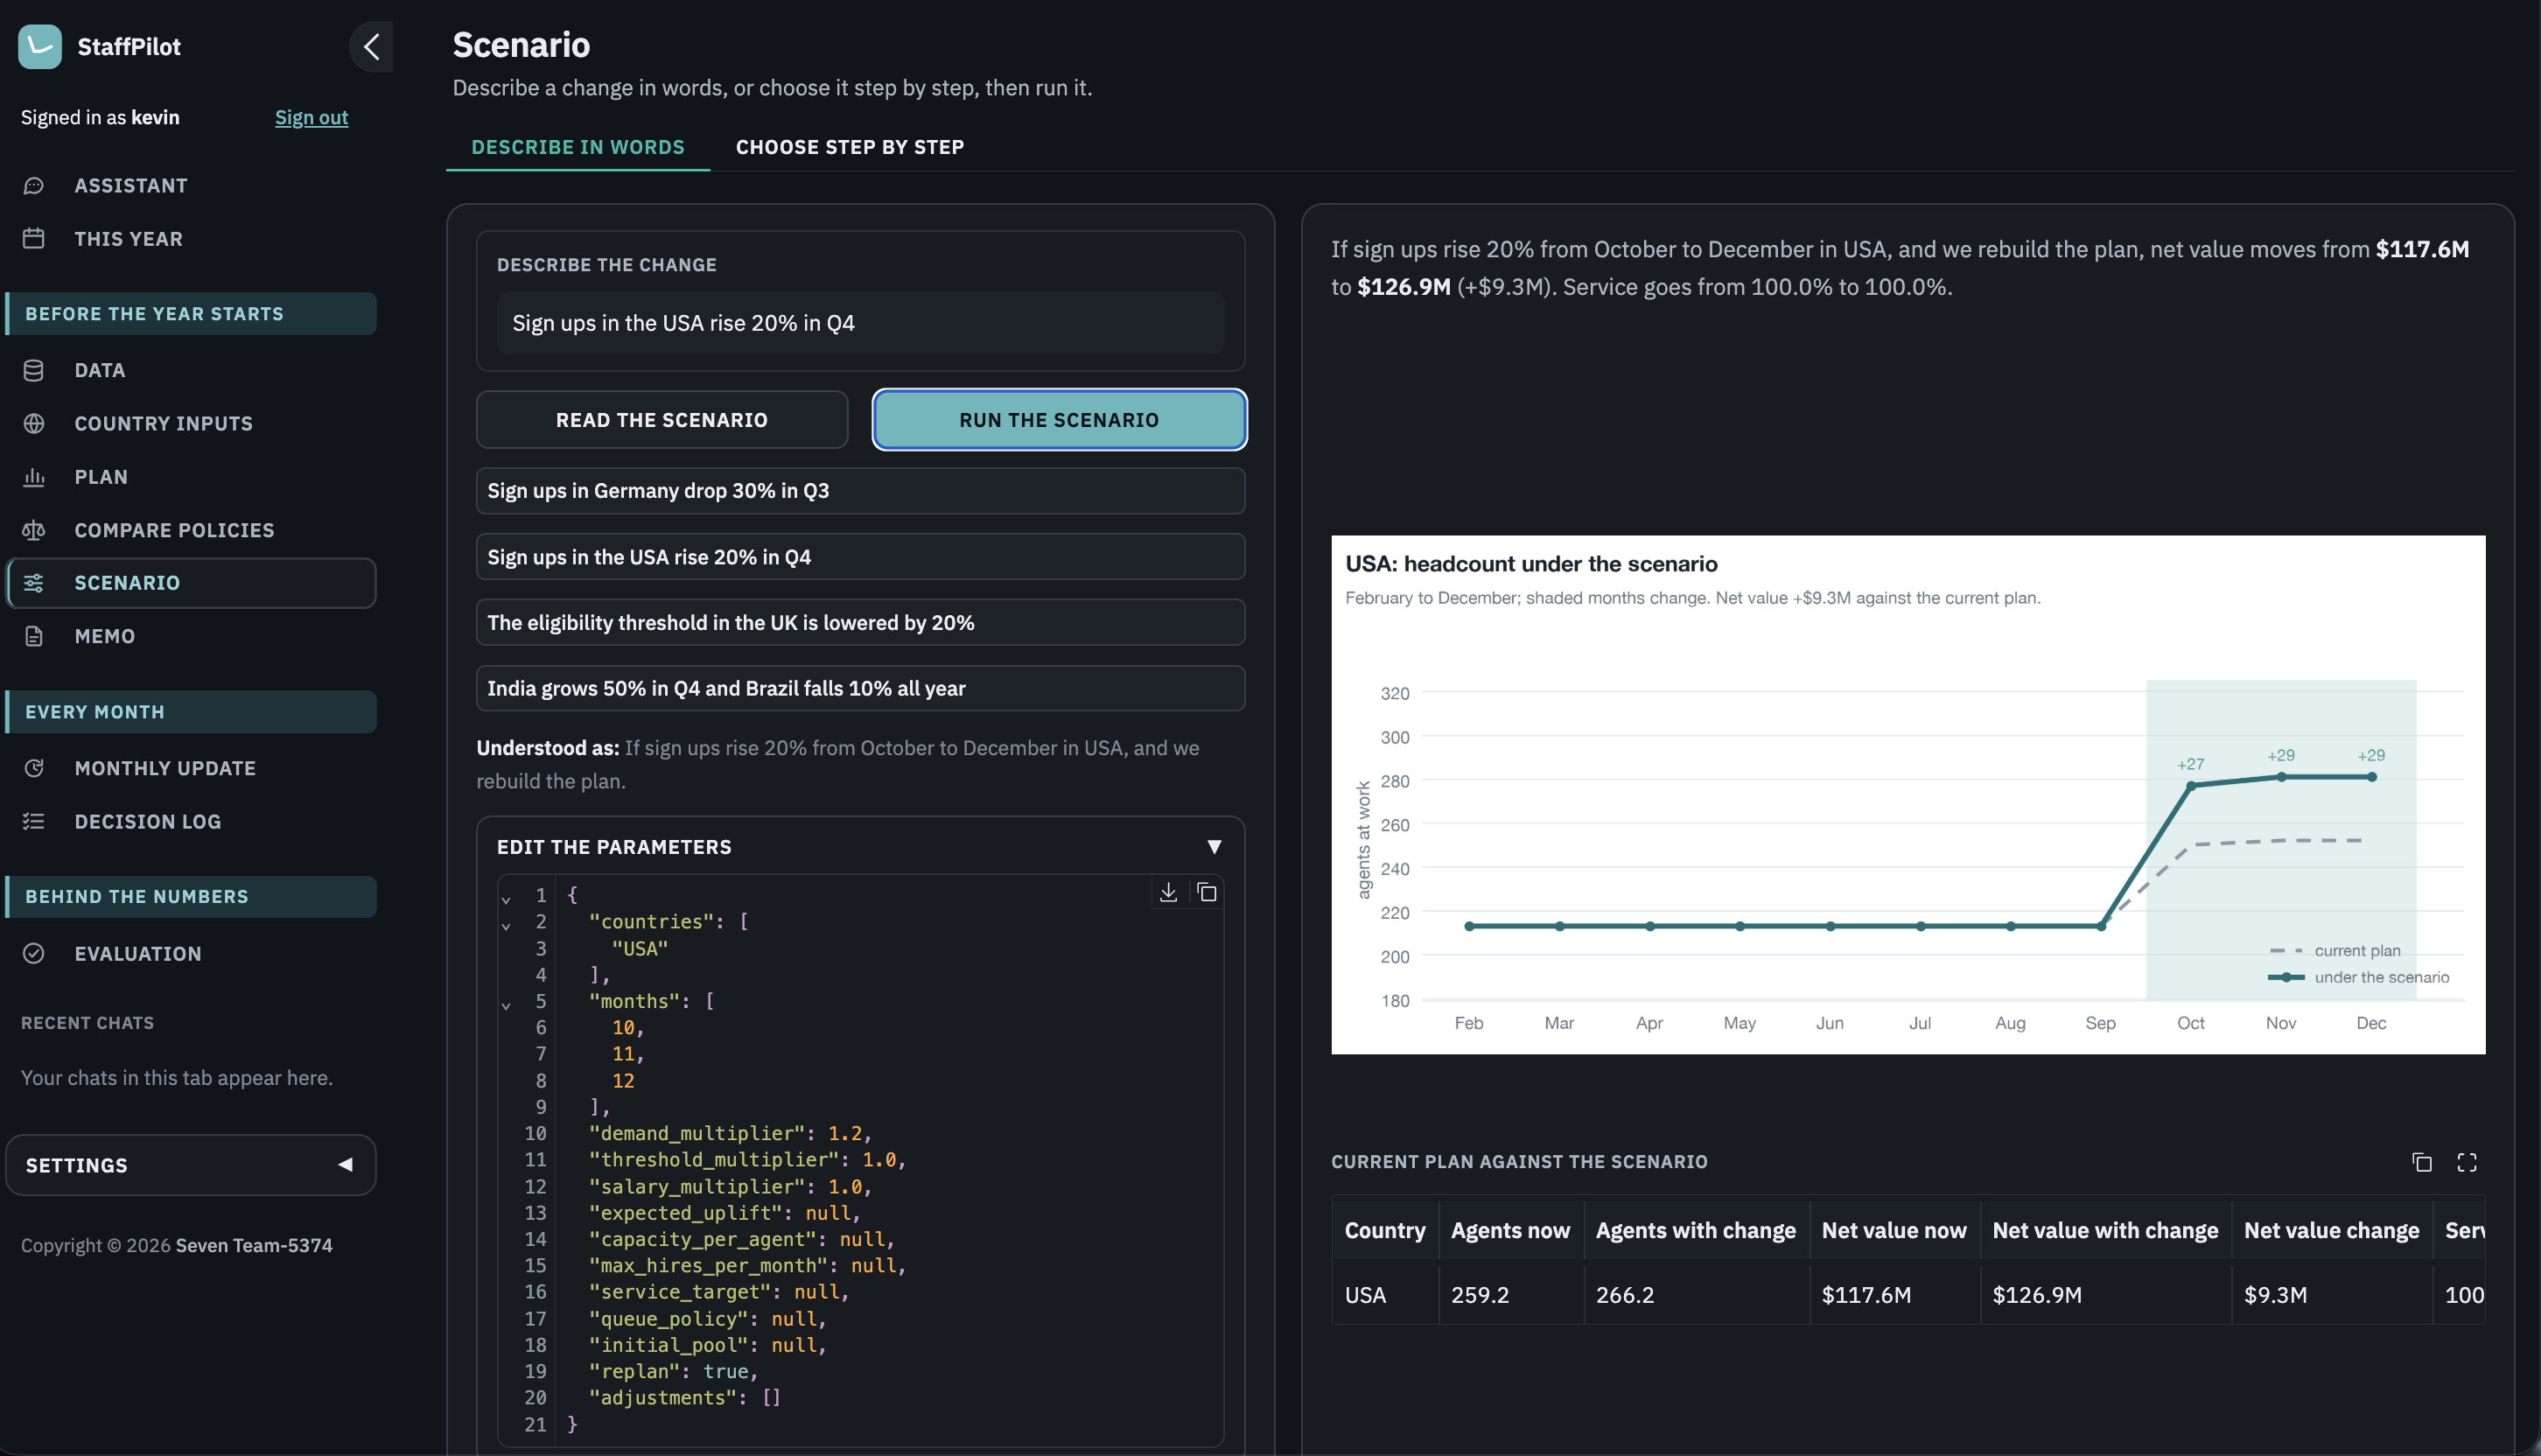 StaffPilot
Signed in as kevin
Sign out
ASSISTANT
THIS YEAR
BEFORE THE YEAR STARTS
DATA
COUNTRY INPUTS
PLAN
COMPARE POLICIES
SCENARIO
MEMO
EVERY MONTH
MONTHLY UPDATE
DECISION LOG
BEHIND THE NUMBERS
EVALUATION
RECENT CHATS
Your chats in this tab appear here.
SETTINGS
Copyright © 2026 Seven Team-5374
Scenario
Describe a change in words, or choose it step by step, then run it.
DESCRIBE IN WORDS
CHOOSE STEP BY STEP
DESCRIBE THE CHANGE
Sign ups in the USA rise 20% in Q4
READ THE SCENARIO
RUN THE SCENARIO
Sign ups in Germany drop 30% in Q3
Sign ups in the USA rise 20% in Q4
The eligibility threshold in the UK is lowered by 20%
India grows 50% in Q4 and Brazil falls 10% all year
Understood as: If sign ups rise 20% from October to December in USA, and we
rebuild the plan.
EDIT THE PARAMETERS
1 {
2 "countries": [
3 "USA"
4 ],
5 "months": [
6 10,
7 11,
8 12
9 ],
10 "demand_multiplier": 1.2,
11 "threshold_multiplier": 1.0,
12 "salary_multiplier": 1.0,
13 "expected_uplift": null,
14 "capacity_per_agent": null,
15 "max_hires_per_month": null,
16 "service_target": null,
17 "queue_policy": null,
18 "initial_pool": null,
19 "replan": true,
20 "adjustments": []
21 }
If sign ups rise 20% from October to December in USA, and we rebuild the plan, net value moves from $117.6M
to $126.9M (+$9.3M). Service goes from 100.0% to 100.0%.
USA: headcount under the scenario
February to December; shaded months change. Net value +$9.3M against the current plan.
agents at work
320
300
280
260
240
220
200
180
+27
+29
+29
current plan
under the scenario
Feb Mar Apr May Jun Jul Aug Sep Oct Nov Dec
CURRENT PLAN AGAINST THE SCENARIO
Country Agents now Agents with change Net value now Net value with change Net value change Serv
USA 259.2 266.2 $117.6M $126.9M $9.3M 100